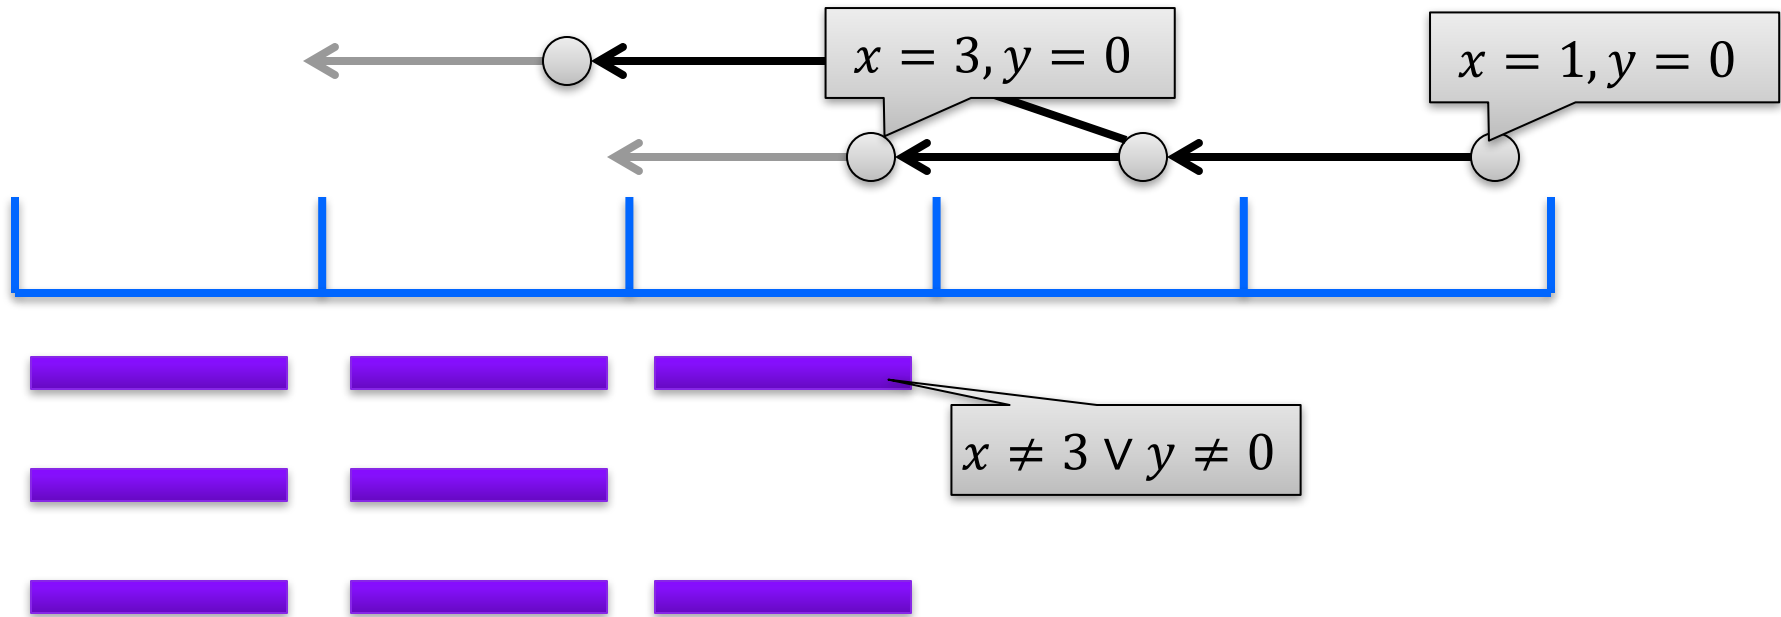 x = 3, y = 0
x = 1, y = 0
x ≠ 3 ∨ y ≠ 0